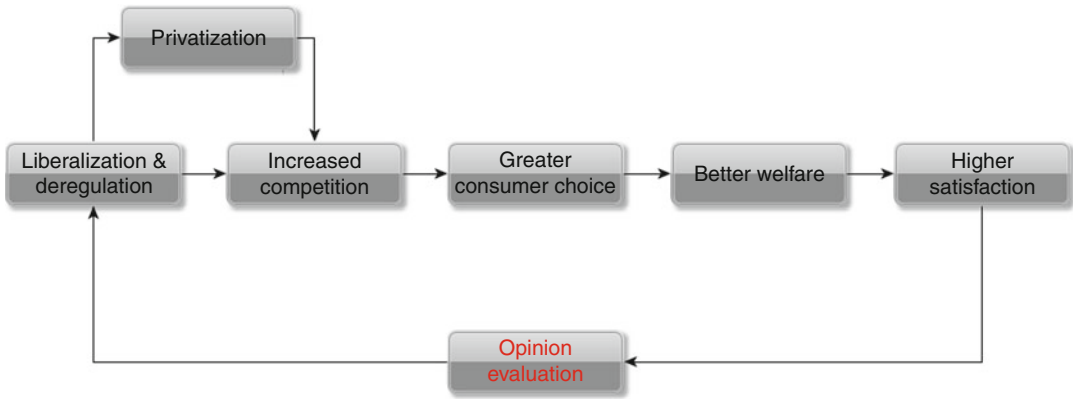 Privatization
Liberalization &
deregulation
Increased
competition
Greater
consumer choice
Better welfare
Higher
satisfaction
Opinion
evaluation